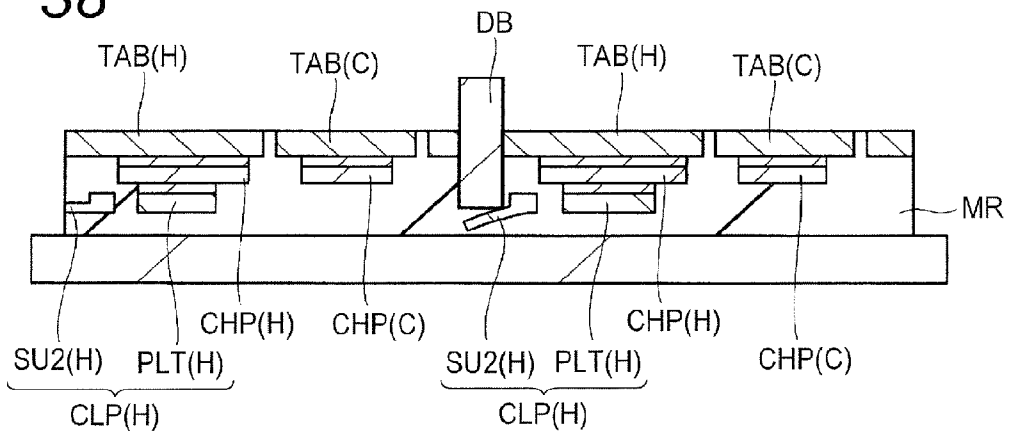 38
DB
TAB(H) TAB(C) TAB(H) TAB(C)
MR
CHP(H) CHP(C) CHP(H)
SU2(H) PLT(H) SU2(H) PLT(H) CHP(C)
CLP(H) CLP(H)